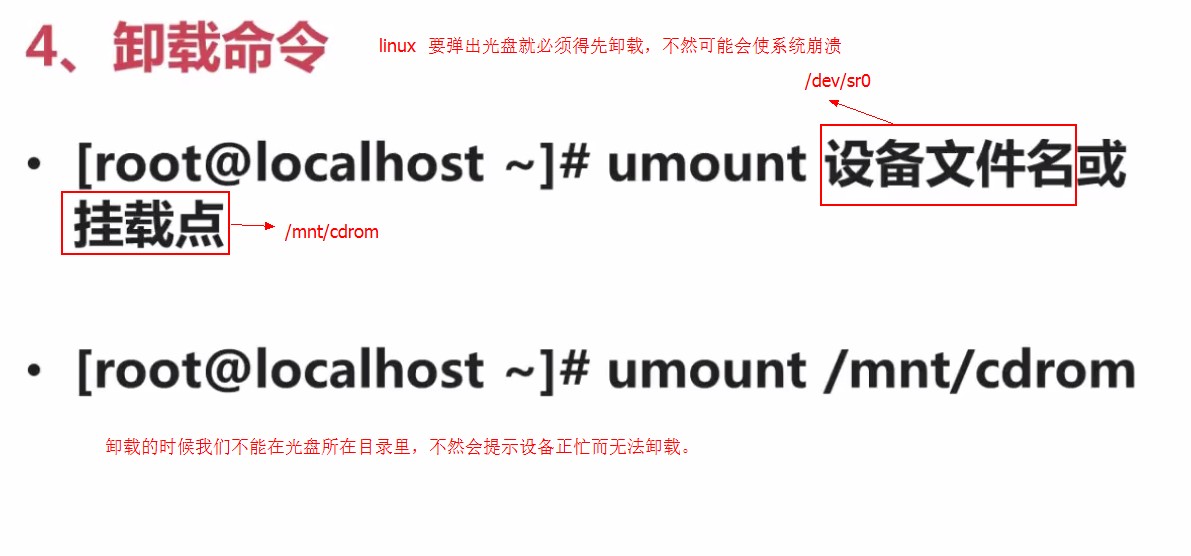 4、卸载命令
linux 要弹出光盘就必须得先卸载，不然可能会使系统崩溃
/dev/sr0
• [root@localhost ~]# umount 设备文件名或
挂载点
/mnt/cdrom
• [root@localhost ~]# umount /mnt/cdrom
卸载的时候我们不能在光盘所在目录里，不然会提示设备正忙而无法卸载。